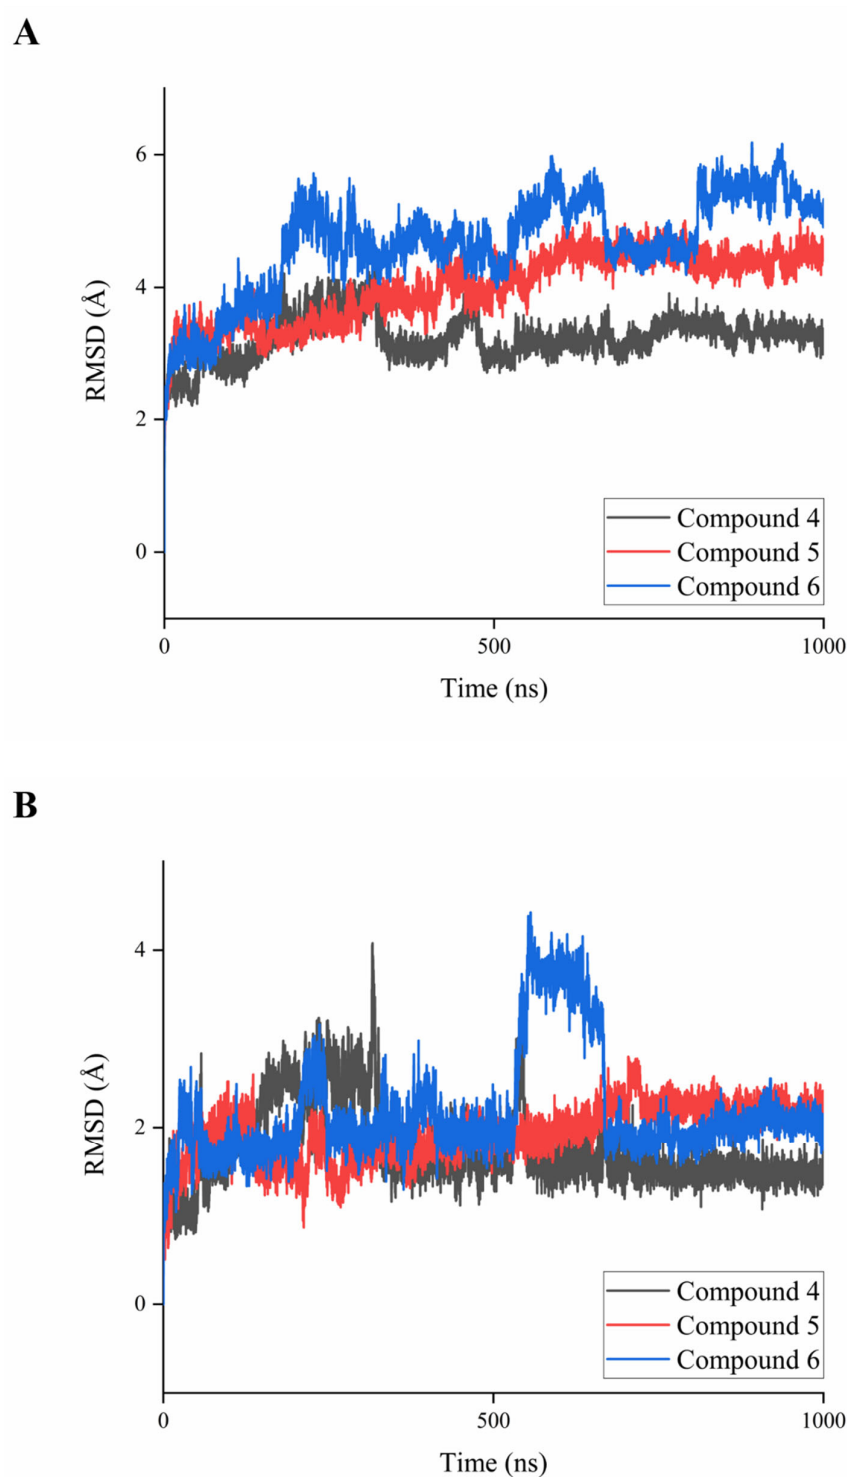 A
6
4
2
0
RMSD (Å)
Compound 4
Compound 5
Compound 6
0 500 1000
Time (ns)
B
4
2
0
RMSD (Å)
Compound 4
Compound 5
Compound 6
0 500 1000
Time (ns)